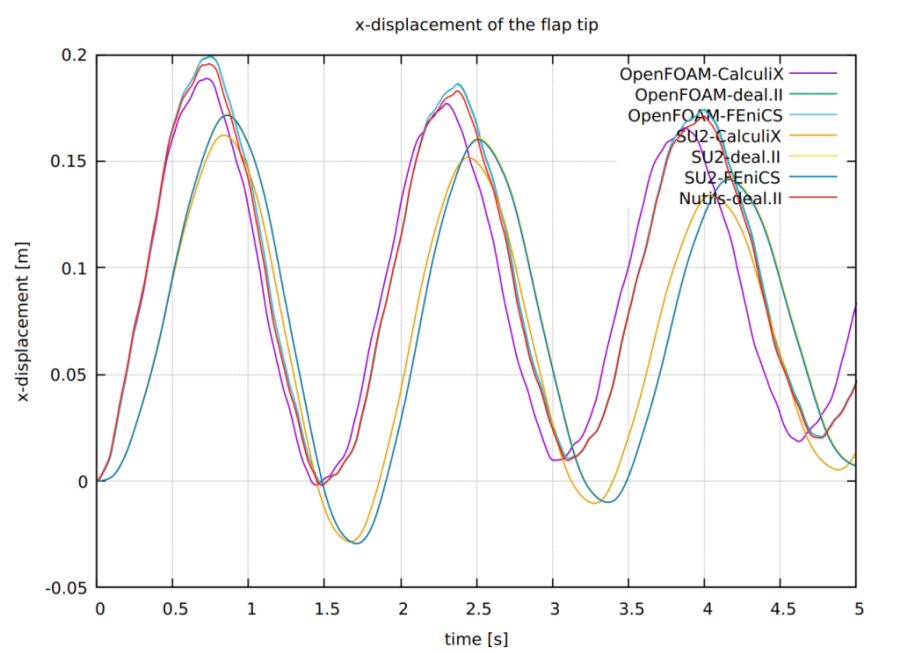 x-displacement of the flap tip
0.2
0.15
0.1
0.05
0
-0.05
x-displacement [m]
OpenFOAM-CalculiX
OpenFOAM-deal.II
OpenFOAM-FEniCS
SU2-CalculiX
SU2-deal.II
SU2-FEniCS
Nutils-deal.II
0 0.5 1 1.5 2 2.5 3 3.5 4 4.5 5
time [s]